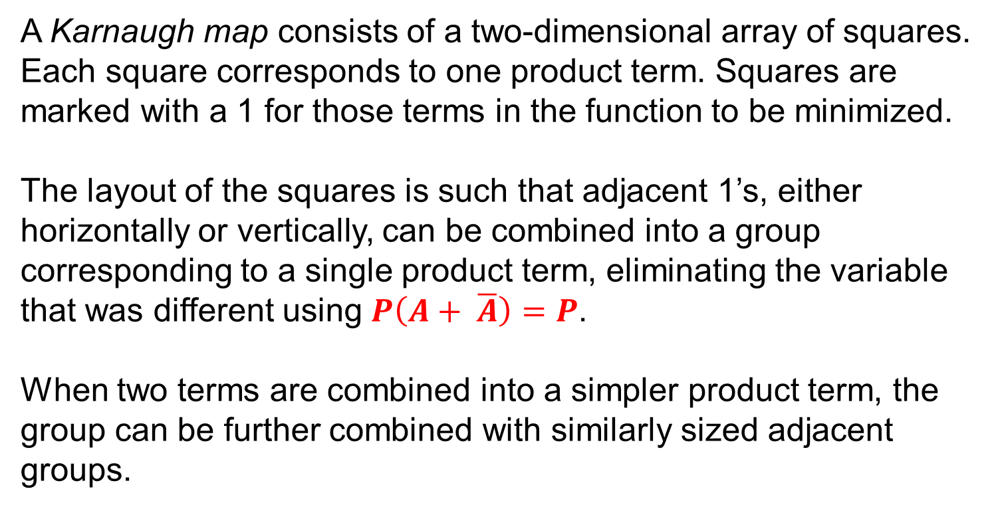 A Karnaugh map consists of a two-dimensional array of squares.
Each square corresponds to one product term. Squares are
marked with a 1 for those terms in the function to be minimized.
The layout of the squares is such that adjacent 1’s, either
horizontally or vertically, can be combined into a group
corresponding to a single product term, eliminating the variable
that was different using P(A + A̅) = P.
When two terms are combined into a simpler product term, the
group can be further combined with similarly sized adjacent
groups.